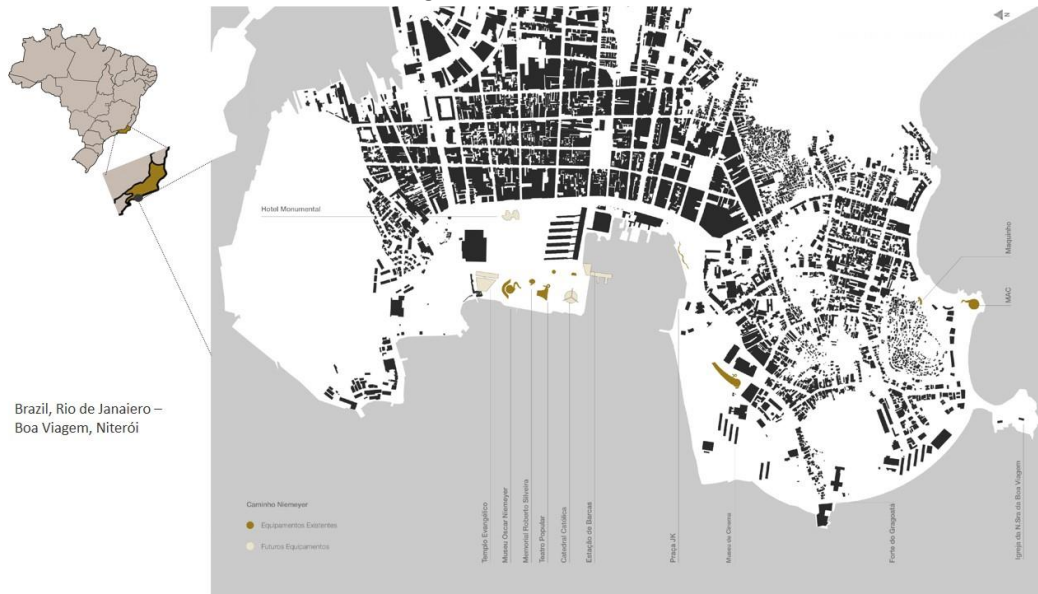 N
Hotel Monumental
Maquinho
MAC
Brazil, Rio de Janaiero –
Boa Viagem, Niterói
Caminho Niemeyer
Equipamentos Existentes
Futuros Equipamentos
Templo Evangélico
Museu Oscar Niemeyer
Memorial Roberto Silveira
Teatro Popular
Catedral Católica
Estação de Barcas
Praça JK
Museu do Cinema
Forte do Gragoatá
Igreja da N.Sra da Boa Viagem